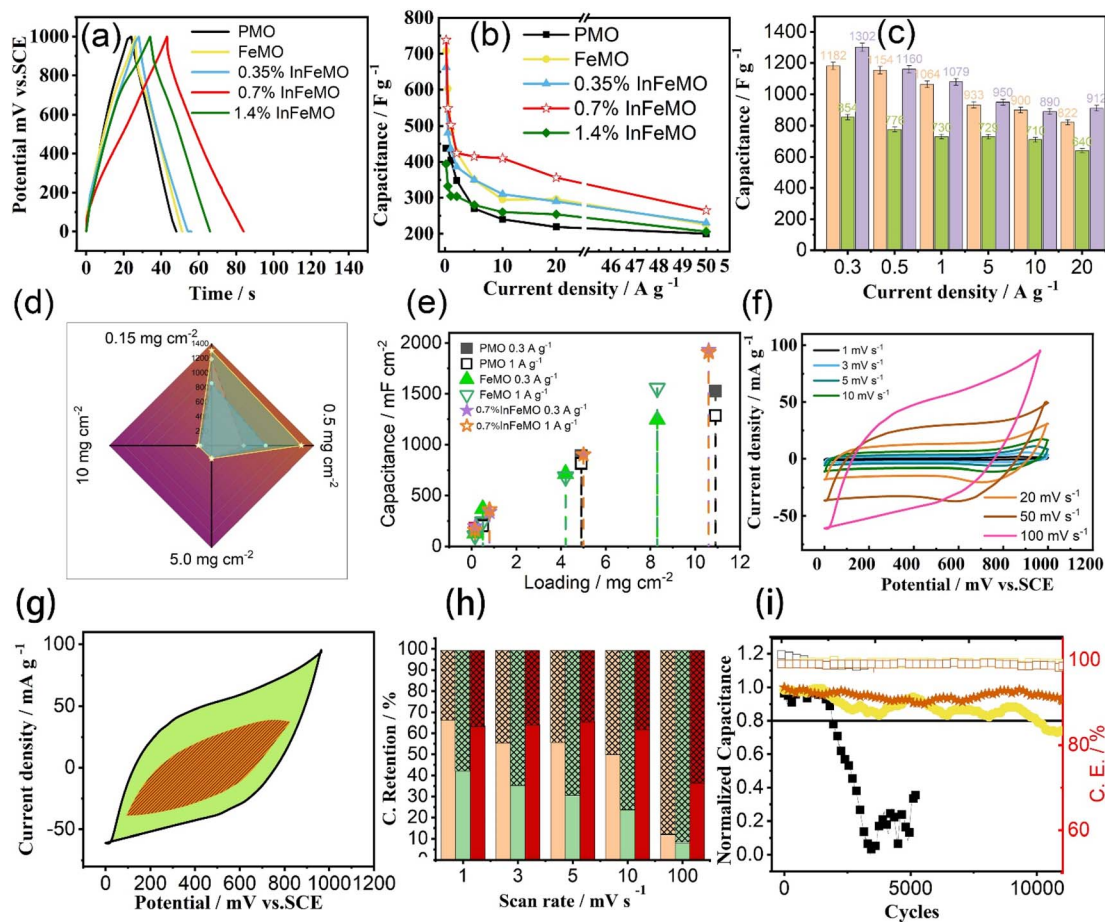 (a)
PMO
FeMO
0.35% InFeMO
0.7% InFeMO
1.4% InFeMO
Potential mV vs.SCE
1000
800
600
400
200
0
0 20 40 60 80 100 120 140
Time / s
(b)
PMO
FeMO
0.35% InFeMO
0.7% InFeMO
1.4% InFeMO
Capacitance / F g⁻¹
800
700
600
500
400
300
200
0 10 20 46 47 48 49 50 5
Current density / A g⁻¹
(c)
Capacitance / F g⁻¹
1400
1200
1000
800
600
400
200
0
1182 854 1302
1154 776 1160
1064 730 1079
933 729 950
900 710 890
822 640 912
0.3 0.5 1 5 10 20
Current density / A g⁻¹
(d)
0.15 mg cm⁻²
1400
1200
1000
800
600
400
0.5 mg cm⁻²
10 mg cm⁻²
5.0 mg cm⁻²
(e)
PMO 0.3 A g⁻¹
PMO 1 A g⁻¹
FeMO 0.3 A g⁻¹
FeMO 1 A g⁻¹
0.7%InFeMO 0.3 A g⁻¹
0.7%InFeMO 1 A g⁻¹
Capacitance / mF cm⁻²
2000
1500
1000
500
0
0 2 4 6 8 10 12
Loading / mg cm⁻²
(f)
1 mV s⁻¹
3 mV s⁻¹
5 mV s⁻¹
10 mV s⁻¹
20 mV s⁻¹
50 mV s⁻¹
100 mV s⁻¹
Current density / mA g⁻¹
100
50
0
-50
0 200 400 600 800 1000 1200
Potential / mV vs.SCE
(g)
Current density / mA g⁻¹
100
50
0
-50
0 200 400 600 800 1000 1200
Potential / mV vs.SCE
(h)
C. Retention / %
100
90
80
70
60
50
40
30
20
10
0
1 3 5 10 100
Scan rate / mV s⁻¹
(i)
Normalized Capacitance
1.2
1.0
0.8
0.6
0.4
0.2
0.0
100
80
60
C. E. / %
0 5000 10000
Cycles